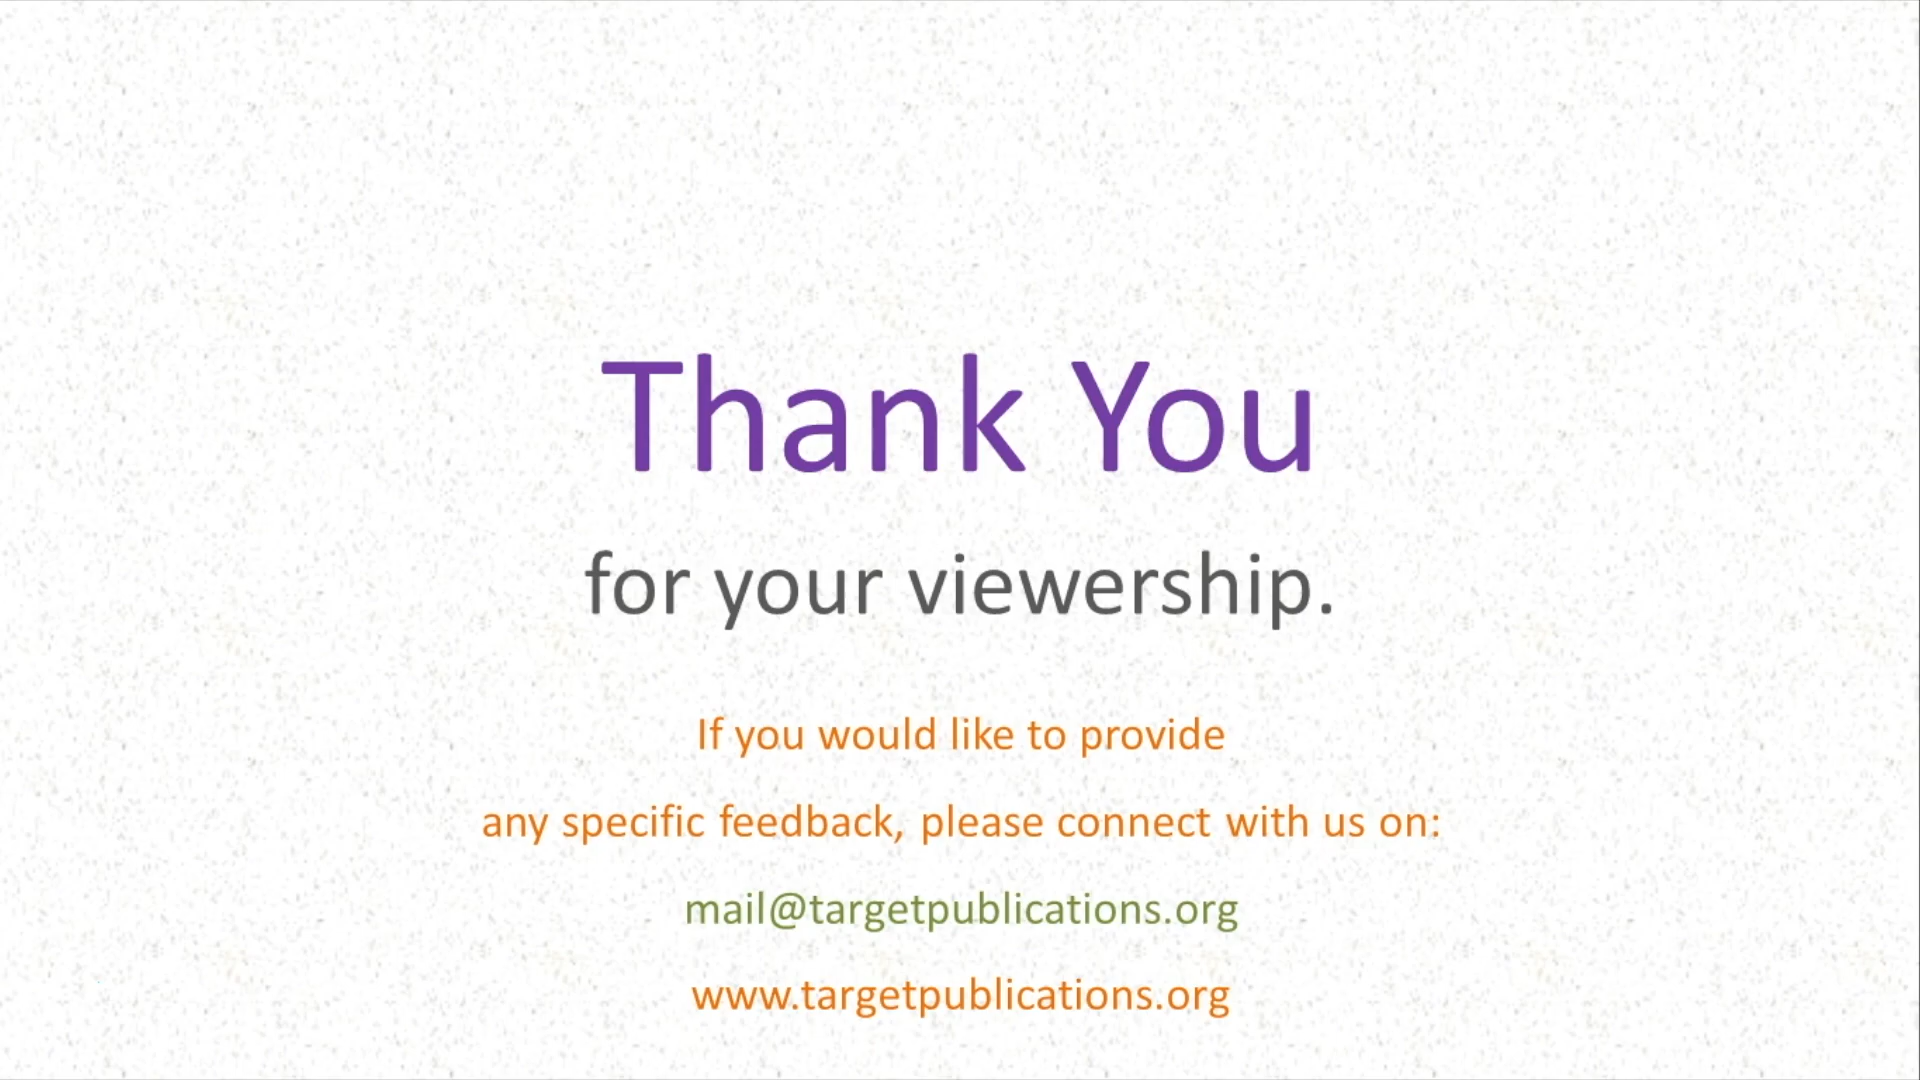 Thank You
for your viewership.
If you would like to provide
any specific feedback, please connect with us on:
mail@targetpublications.org
www.targetpublications.org